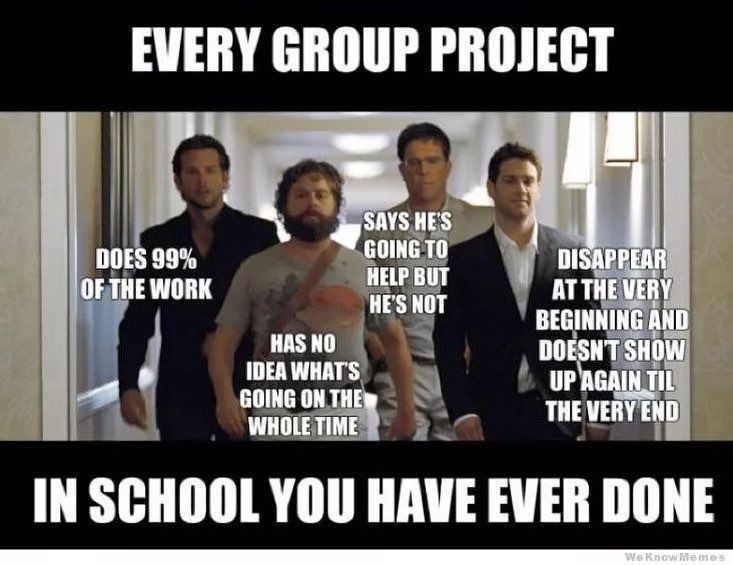 EVERY GROUP PROJECT
DOES 99%
OF THE WORK
HAS NO
IDEA WHAT'S
GOING ON THE
WHOLE TIME
SAYS HE'S
GOING TO
HELP BUT
HE'S NOT
DISAPPEAR
AT THE VERY
BEGINNING AND
DOESN'T SHOW
UP AGAIN TIL
THE VERY END
IN SCHOOL YOU HAVE EVER DONE
WeKnowMemes